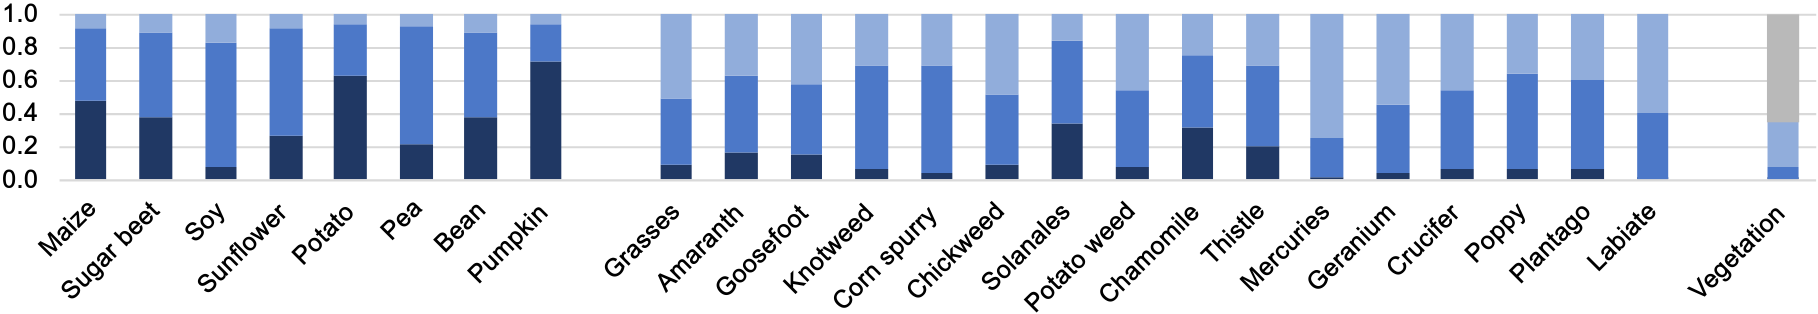 1.0
0.8
0.6
0.4
0.2
0.0
Maize
Sugar beet
Soy
Sunflower
Potato
Pea
Bean
Pumpkin
Grasses
Amaranth
Goosefoot
Knotweed
Corn spurry
Chickweed
Solanales
Potato weed
Chamomile
Thistle
Mercuries
Geranium
Crucifer
Poppy
Plantago
Labiate
Vegetation